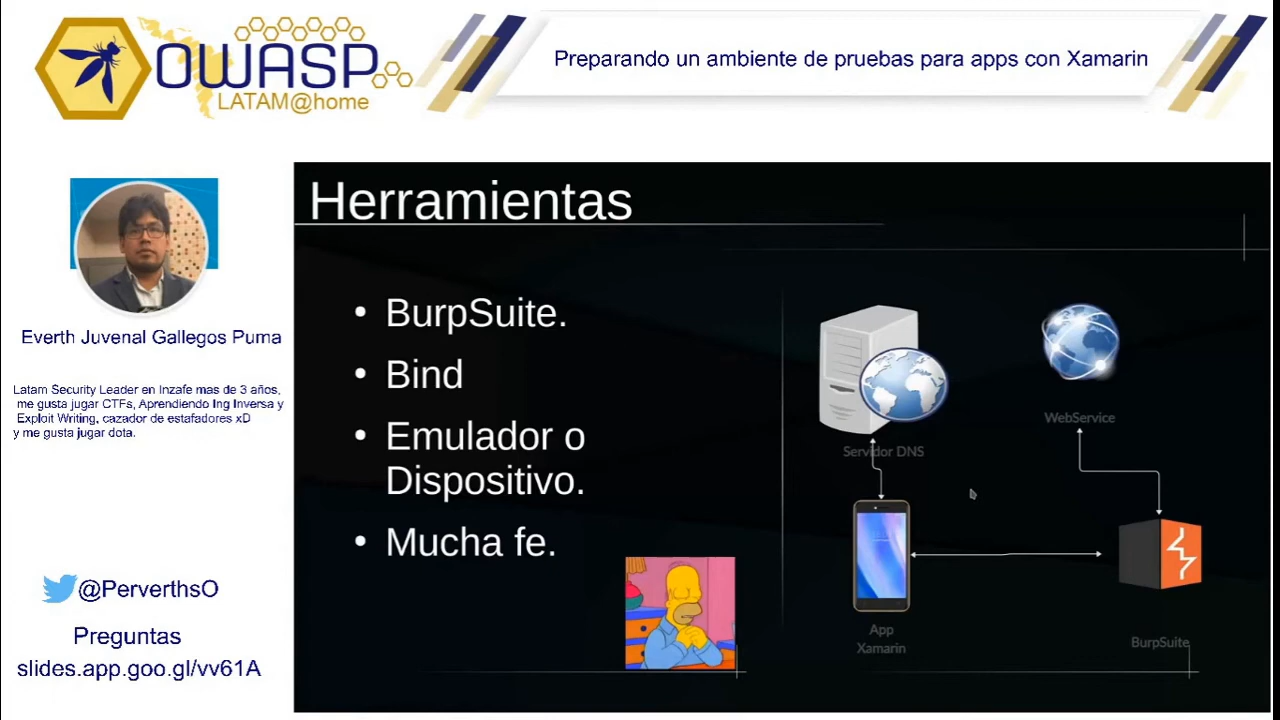 OWASP
LATAM@home
Preparando un ambiente de pruebas para apps con Xamarin
Everth Juvenal Gallegos Puma
Latam Security Leader en Inzafe mas de 3 años,
me gusta jugar CTFs, Aprendiendo Ing Inversa y
Exploit Writing, cazador de estafadores xD
y me gusta jugar dota.
@PerverthsO
Preguntas
slides.app.goo.gl/vv61A
Herramientas
• BurpSuite.
• Bind
• Emulador o
Dispositivo.
• Mucha fe.
Servidor DNS
WebService
App
Xamarin
BurpSuite